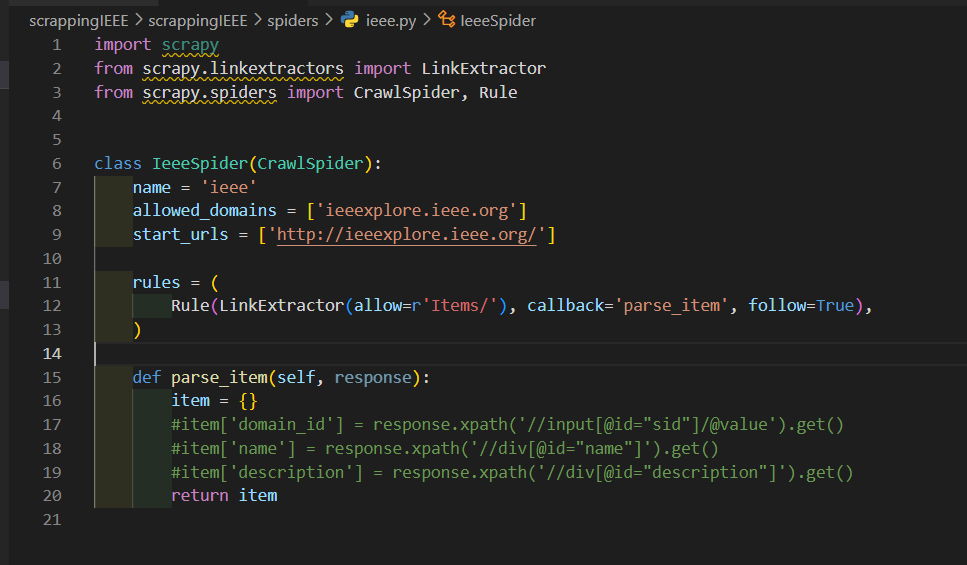 scrappingIEEE > scrappingIEEE > spiders > ieee.py > IeeeSpider
1 import scrapy
2 from scrapy.linkextractors import LinkExtractor
3 from scrapy.spiders import CrawlSpider, Rule
4
5
6 class IeeeSpider(CrawlSpider):
7     name = 'ieee'
8     allowed_domains = ['ieeexplore.ieee.org']
9     start_urls = ['http://ieeexplore.ieee.org/']
10
11     rules = (
12         Rule(LinkExtractor(allow=r'Items/'), callback='parse_item', follow=True),
13     )
14
15     def parse_item(self, response):
16         item = {}
17         #item['domain_id'] = response.xpath('//input[@id="sid"]/@value').get()
18         #item['name'] = response.xpath('//div[@id="name"]').get()
19         #item['description'] = response.xpath('//div[@id="description"]').get()
20         return item
21